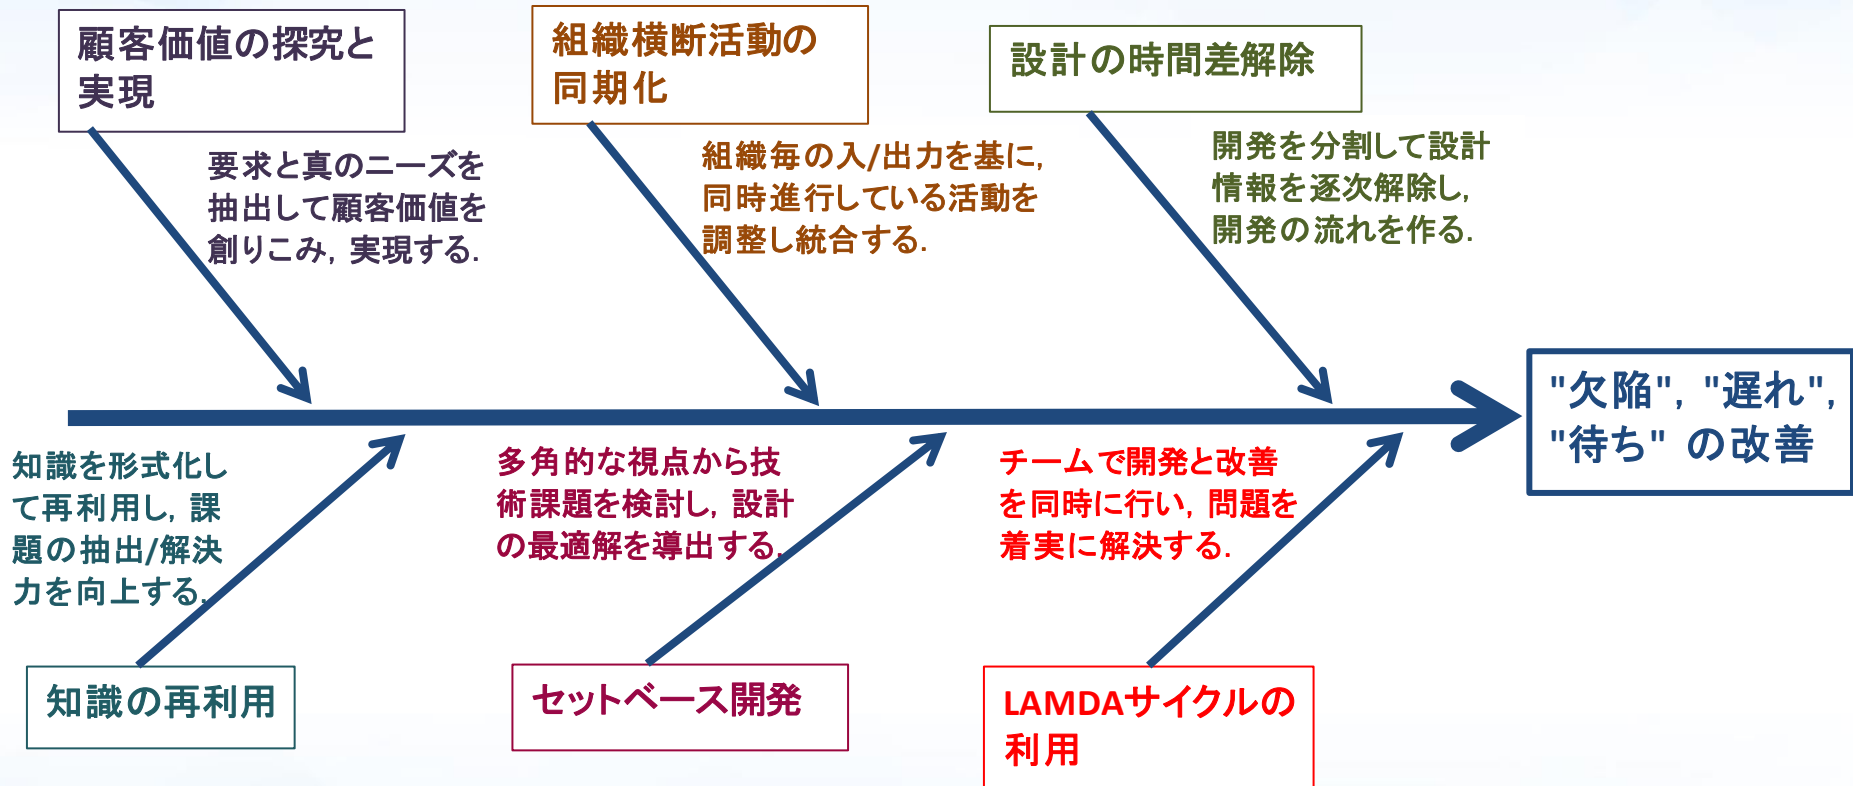 顧客価値の探究と
実現
組織横断活動の
同期化
設計の時間差解除
要求と真のニーズを
抽出して顧客価値を
創りこみ, 実現する.
組織毎の入/出力を基に,
同時進行している活動を
調整し統合する.
開発を分割して設計
情報を逐次解除し,
開発の流れを作る.
"欠陥", "遅れ",
"待ち" の改善
知識を形式化し
て再利用し, 課
題の抽出/解決
力を向上する.
多角的な視点から技
術課題を検討し, 設計
の最適解を導出する.
チームで開発と改善
を同時に行い, 問題を
着実に解決する.
知識の再利用
セットベース開発
LAMDAサイクルの
利用